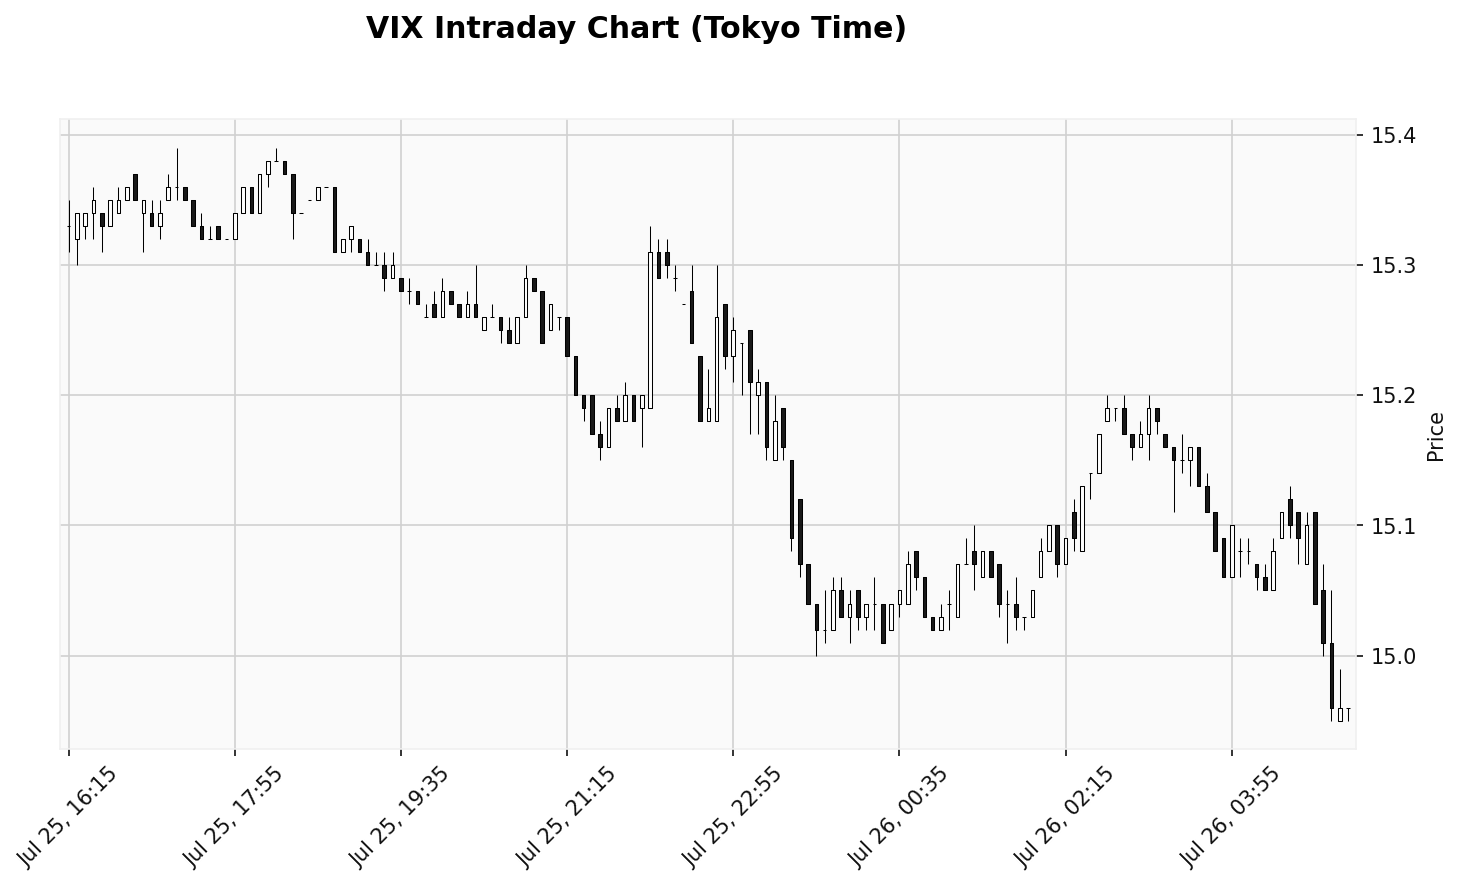 VIX Intraday Chart (Tokyo Time)
15.4
15.3
15.2
15.1
15.0
Price
Jul 25, 16:15
Jul 25, 17:55
Jul 25, 19:35
Jul 25, 21:15
Jul 25, 22:55
Jul 26, 00:35
Jul 26, 02:15
Jul 26, 03:55